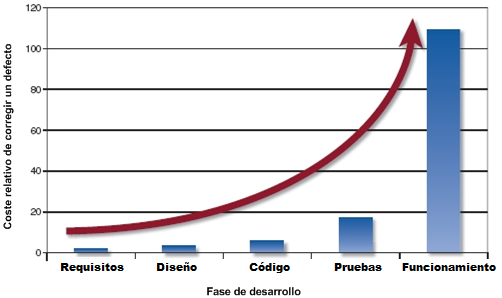 Coste relativo de corregir un defecto
120
100
80
60
40
20
0
Requisitos Diseño Código Pruebas Funcionamiento
Fase de desarrollo